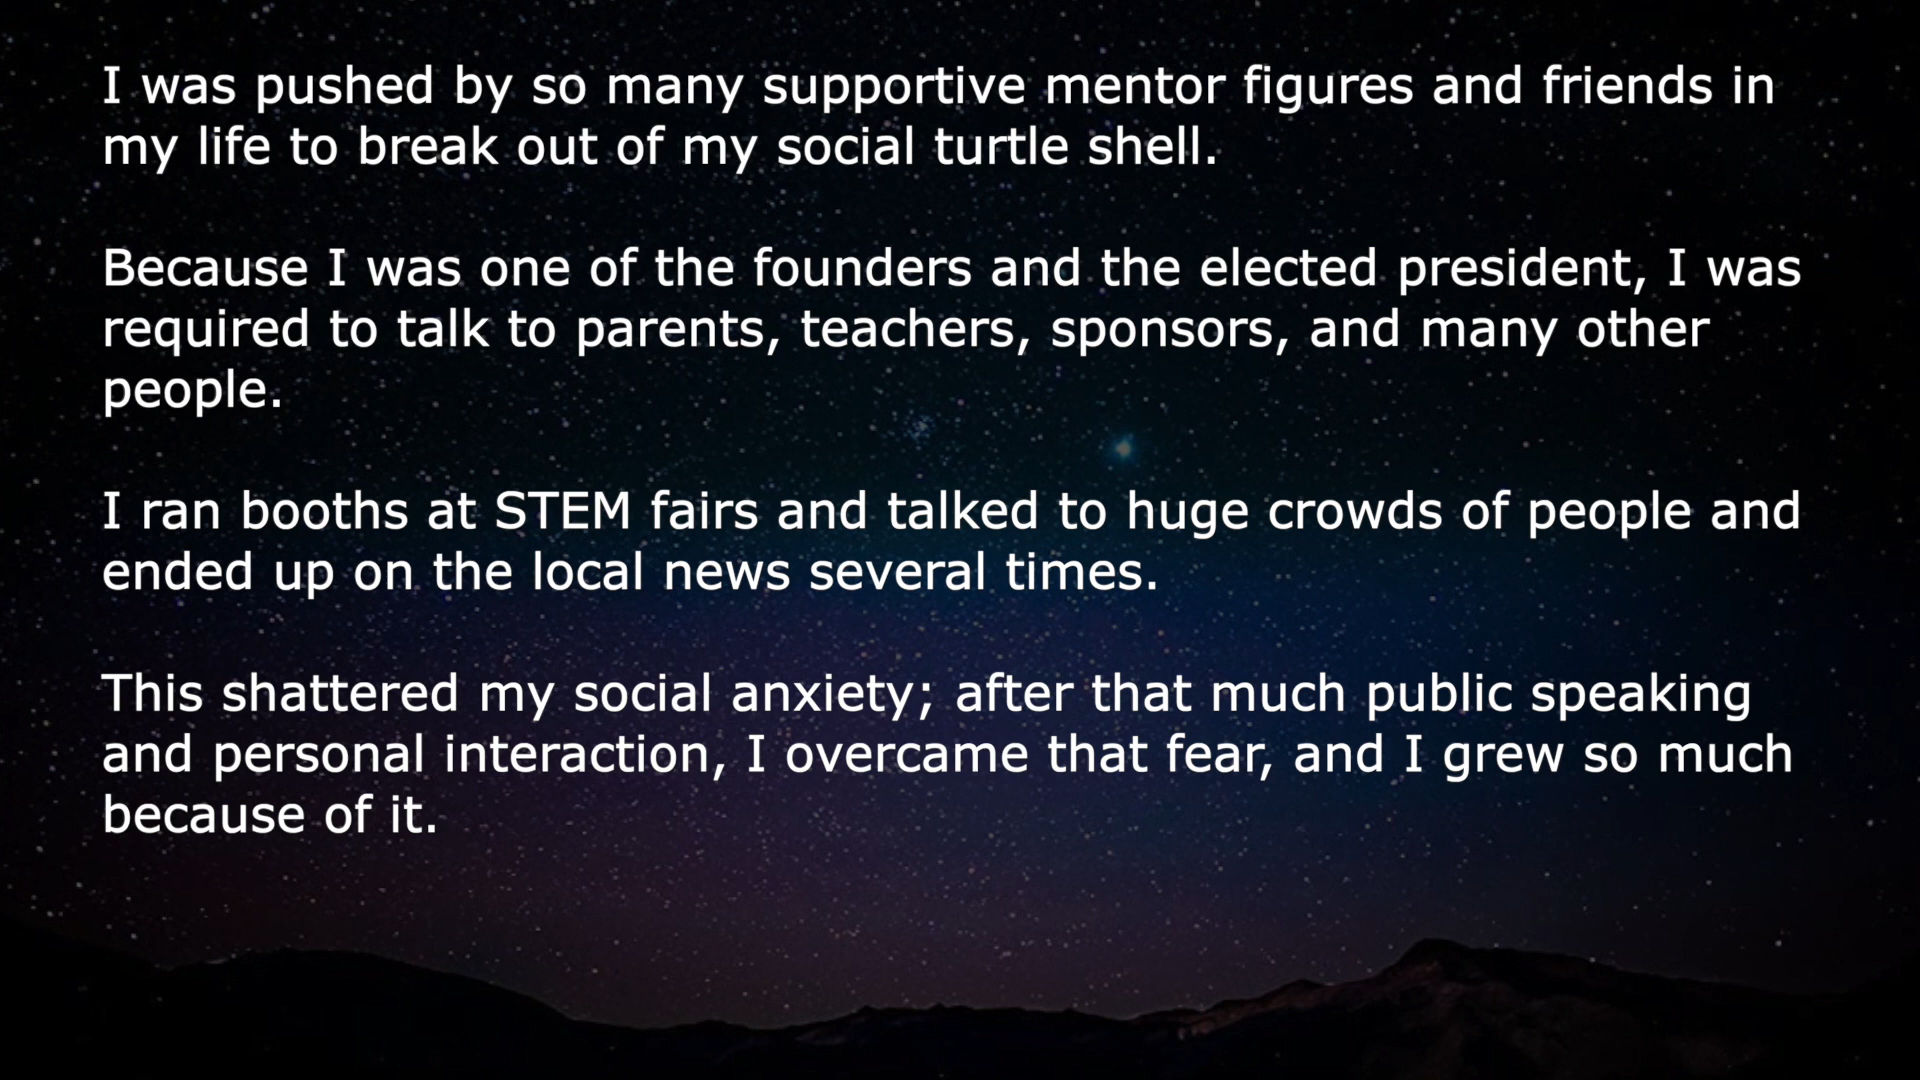 I was pushed by so many supportive mentor figures and friends in
my life to break out of my social turtle shell.
Because I was one of the founders and the elected president, I was
required to talk to parents, teachers, sponsors, and many other
people.
I ran booths at STEM fairs and talked to huge crowds of people and
ended up on the local news several times.
This shattered my social anxiety; after that much public speaking
and personal interaction, I overcame that fear, and I grew so much
because of it.